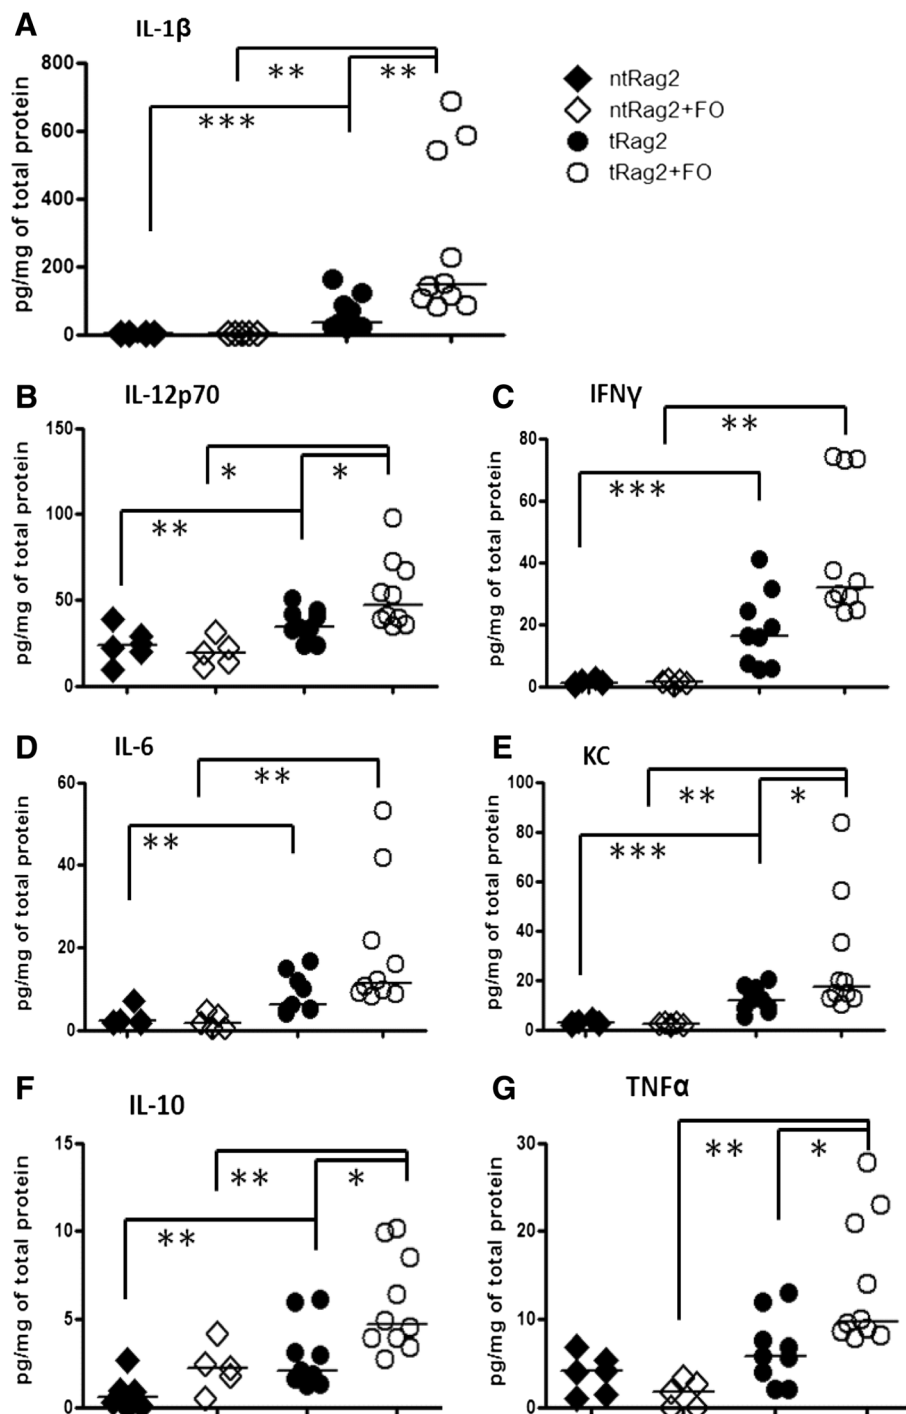 A
IL-1β
pg/mg of total protein
800
600
400
200
0
**
**
***
ntRag2
ntRag2+FO
tRag2
tRag2+FO
B
IL-12p70
pg/mg of total protein
150
100
50
0
*
*
**
C
IFNγ
pg/mg of total protein
80
60
40
20
0
**
***
D
IL-6
pg/mg of total protein
60
40
20
0
**
**
E
KC
pg/mg of total protein
100
80
60
40
20
0
**
*
***
F
IL-10
pg/mg of total protein
15
10
5
0
**
*
**
G
TNFα
pg/mg of total protein
30
20
10
0
**
*